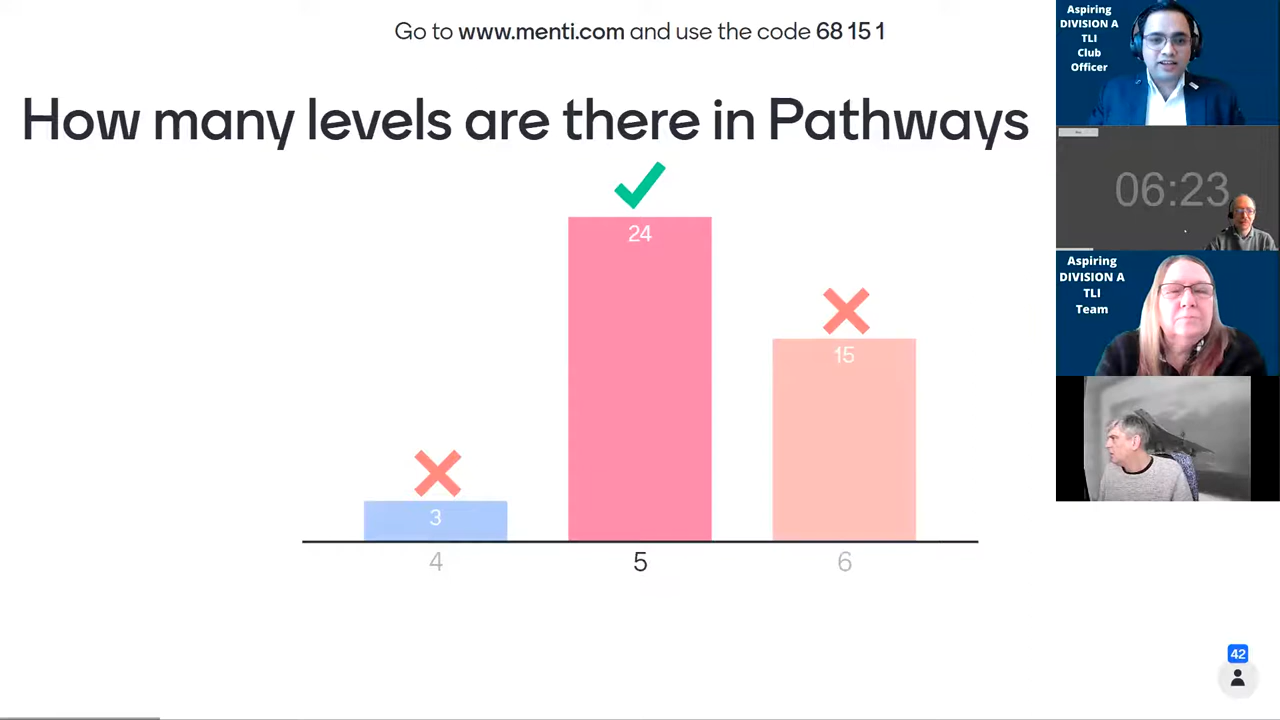 Go to www.menti.com and use the code 68 15 1
How many levels are there in Pathways
24
15
3
4
5
6
42
Aspiring
DIVISION A
TLI
Club
Officer
06:23
Aspiring
DIVISION A
TLI
Team